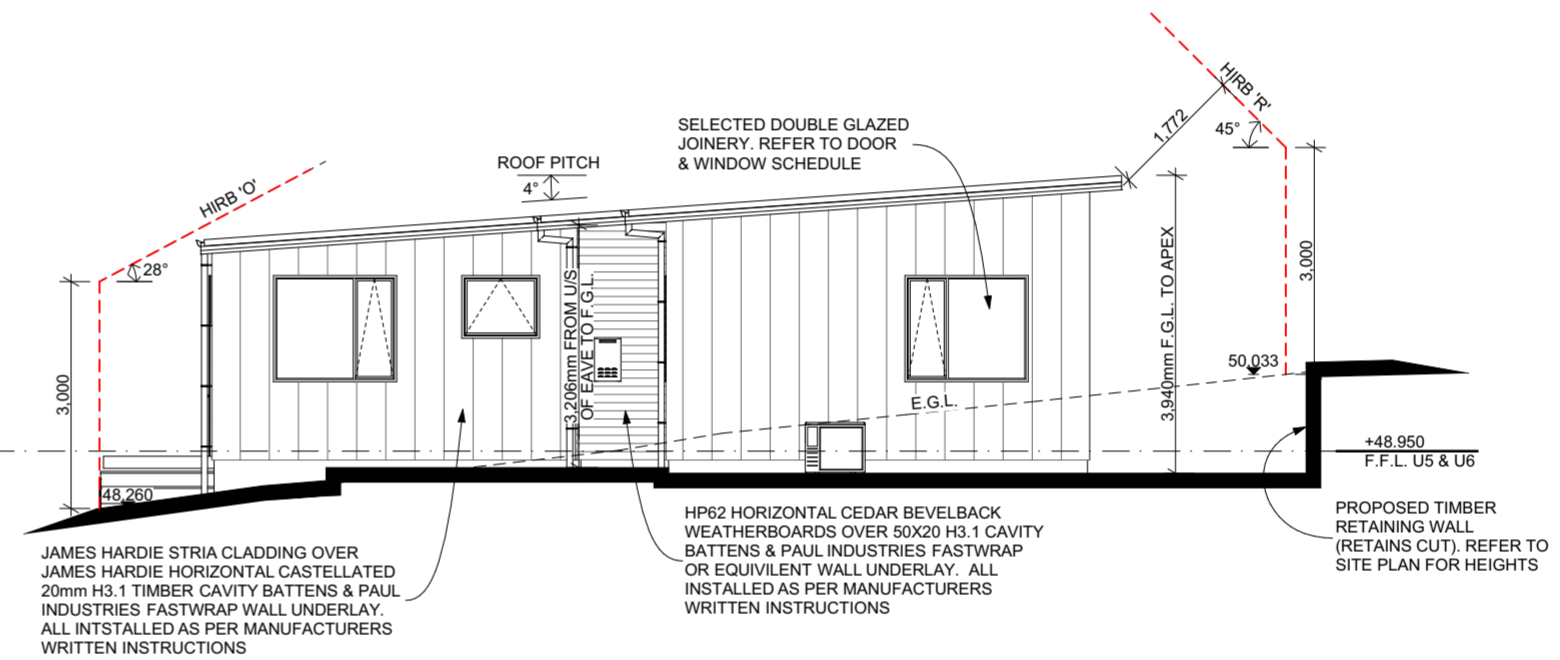 HIRB 'R'
45°
1,772
SELECTED DOUBLE GLAZED
JOINERY. REFER TO DOOR
& WINDOW SCHEDULE
ROOF PITCH
4°
HIRB 'O'
28°
3,000
3,206mm FROM U/S
OF EAVE TO F.G.L.
3,940mm F.G.L. TO APEX
3,000
50,033
E.G.L.
+48.950
F.F.L. U5 & U6
48,260
JAMES HARDIE STRIA CLADDING OVER
JAMES HARDIE HORIZONTAL CASTELLATED
20mm H3.1 TIMBER CAVITY BATTENS & PAUL
INDUSTRIES FASTWRAP WALL UNDERLAY.
ALL INTSTALLED AS PER MANUFACTURERS
WRITTEN INSTRUCTIONS
HP62 HORIZONTAL CEDAR BEVELBACK
WEATHERBOARDS OVER 50X20 H3.1 CAVITY
BATTENS & PAUL INDUSTRIES FASTWRAP
OR EQUIVILENT WALL UNDERLAY.  ALL
INSTALLED AS PER MANUFACTURERS
WRITTEN INSTRUCTIONS
PROPOSED TIMBER
RETAINING WALL
(RETAINS CUT). REFER TO
SITE PLAN FOR HEIGHTS